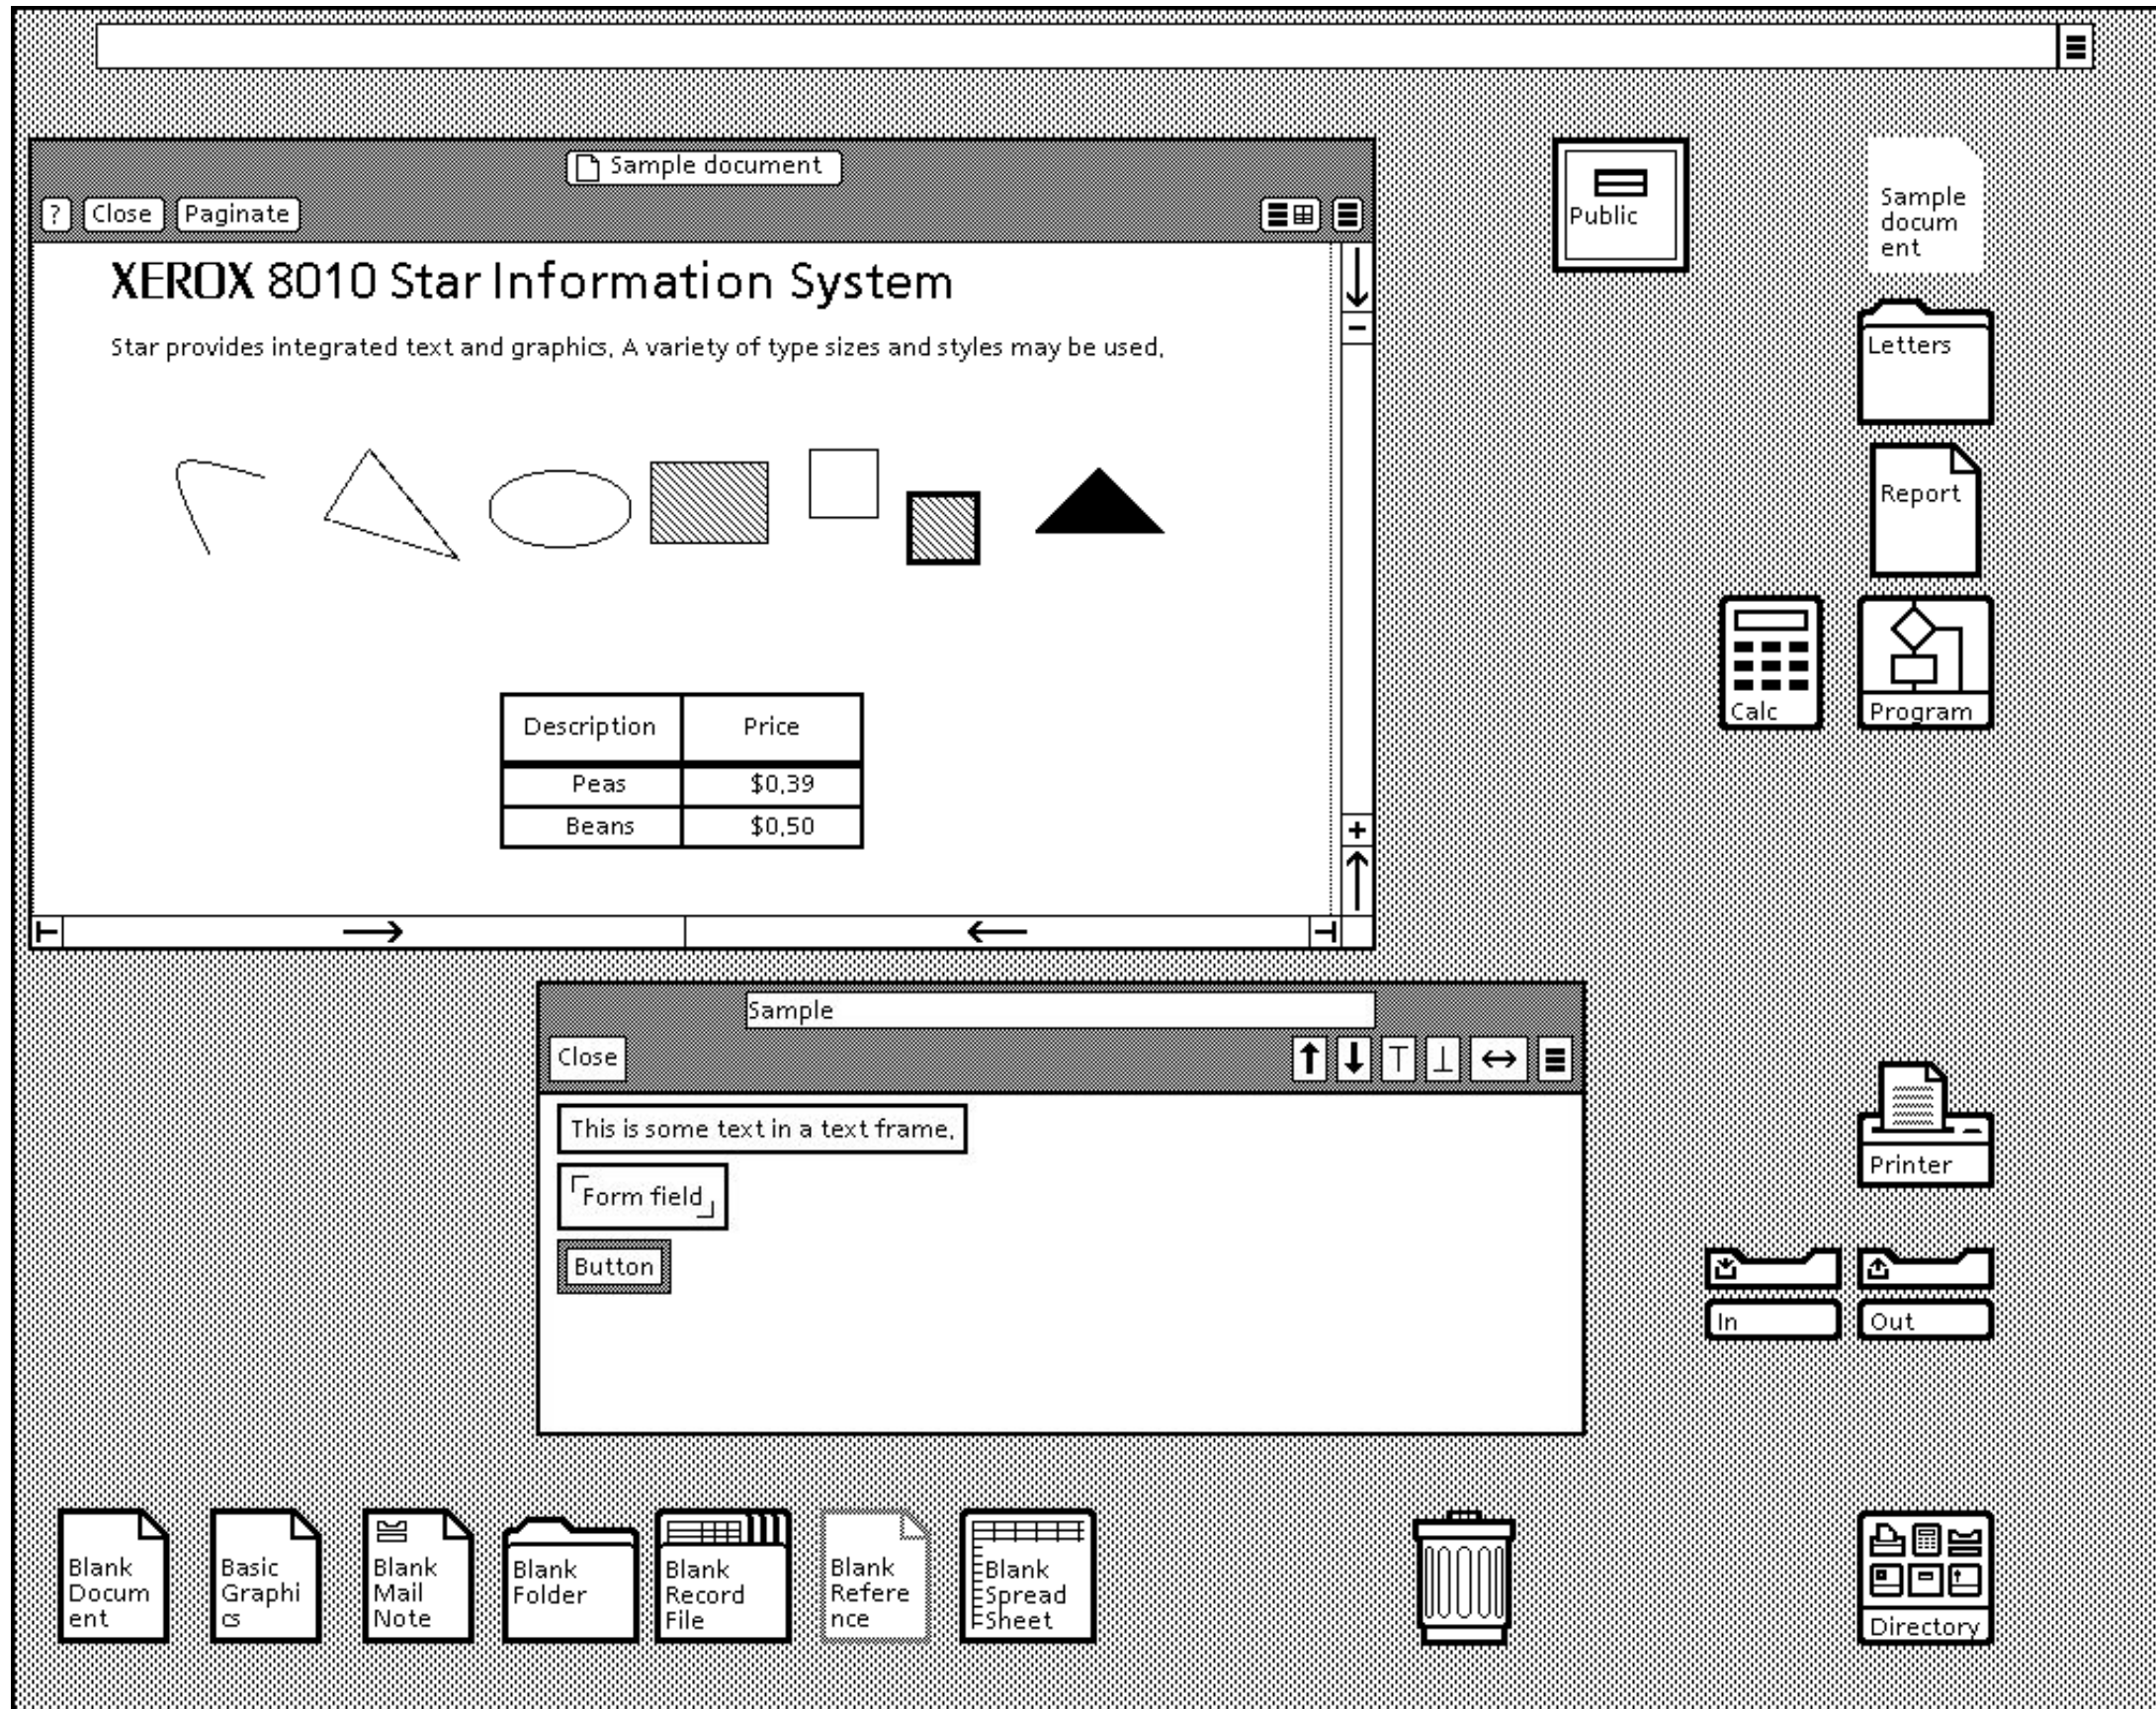 Sample document
? Close Paginate
XEROX 8010 Star Information System
Star provides integrated text and graphics. A variety of type sizes and styles may be used.
Description Price
Peas $0.39
Beans $0.50
Public
Sample
docum
ent
Letters
Report
Calc
Program
Sample
Close
This is some text in a text frame.
Form field
Button
Printer
In
Out
Blank
Docum
ent
Basic
Graphi
cs
Blank
Mail
Note
Blank
Folder
Blank
Record
File
Blank
Refere
nce
Blank
Spread
Sheet
Directory